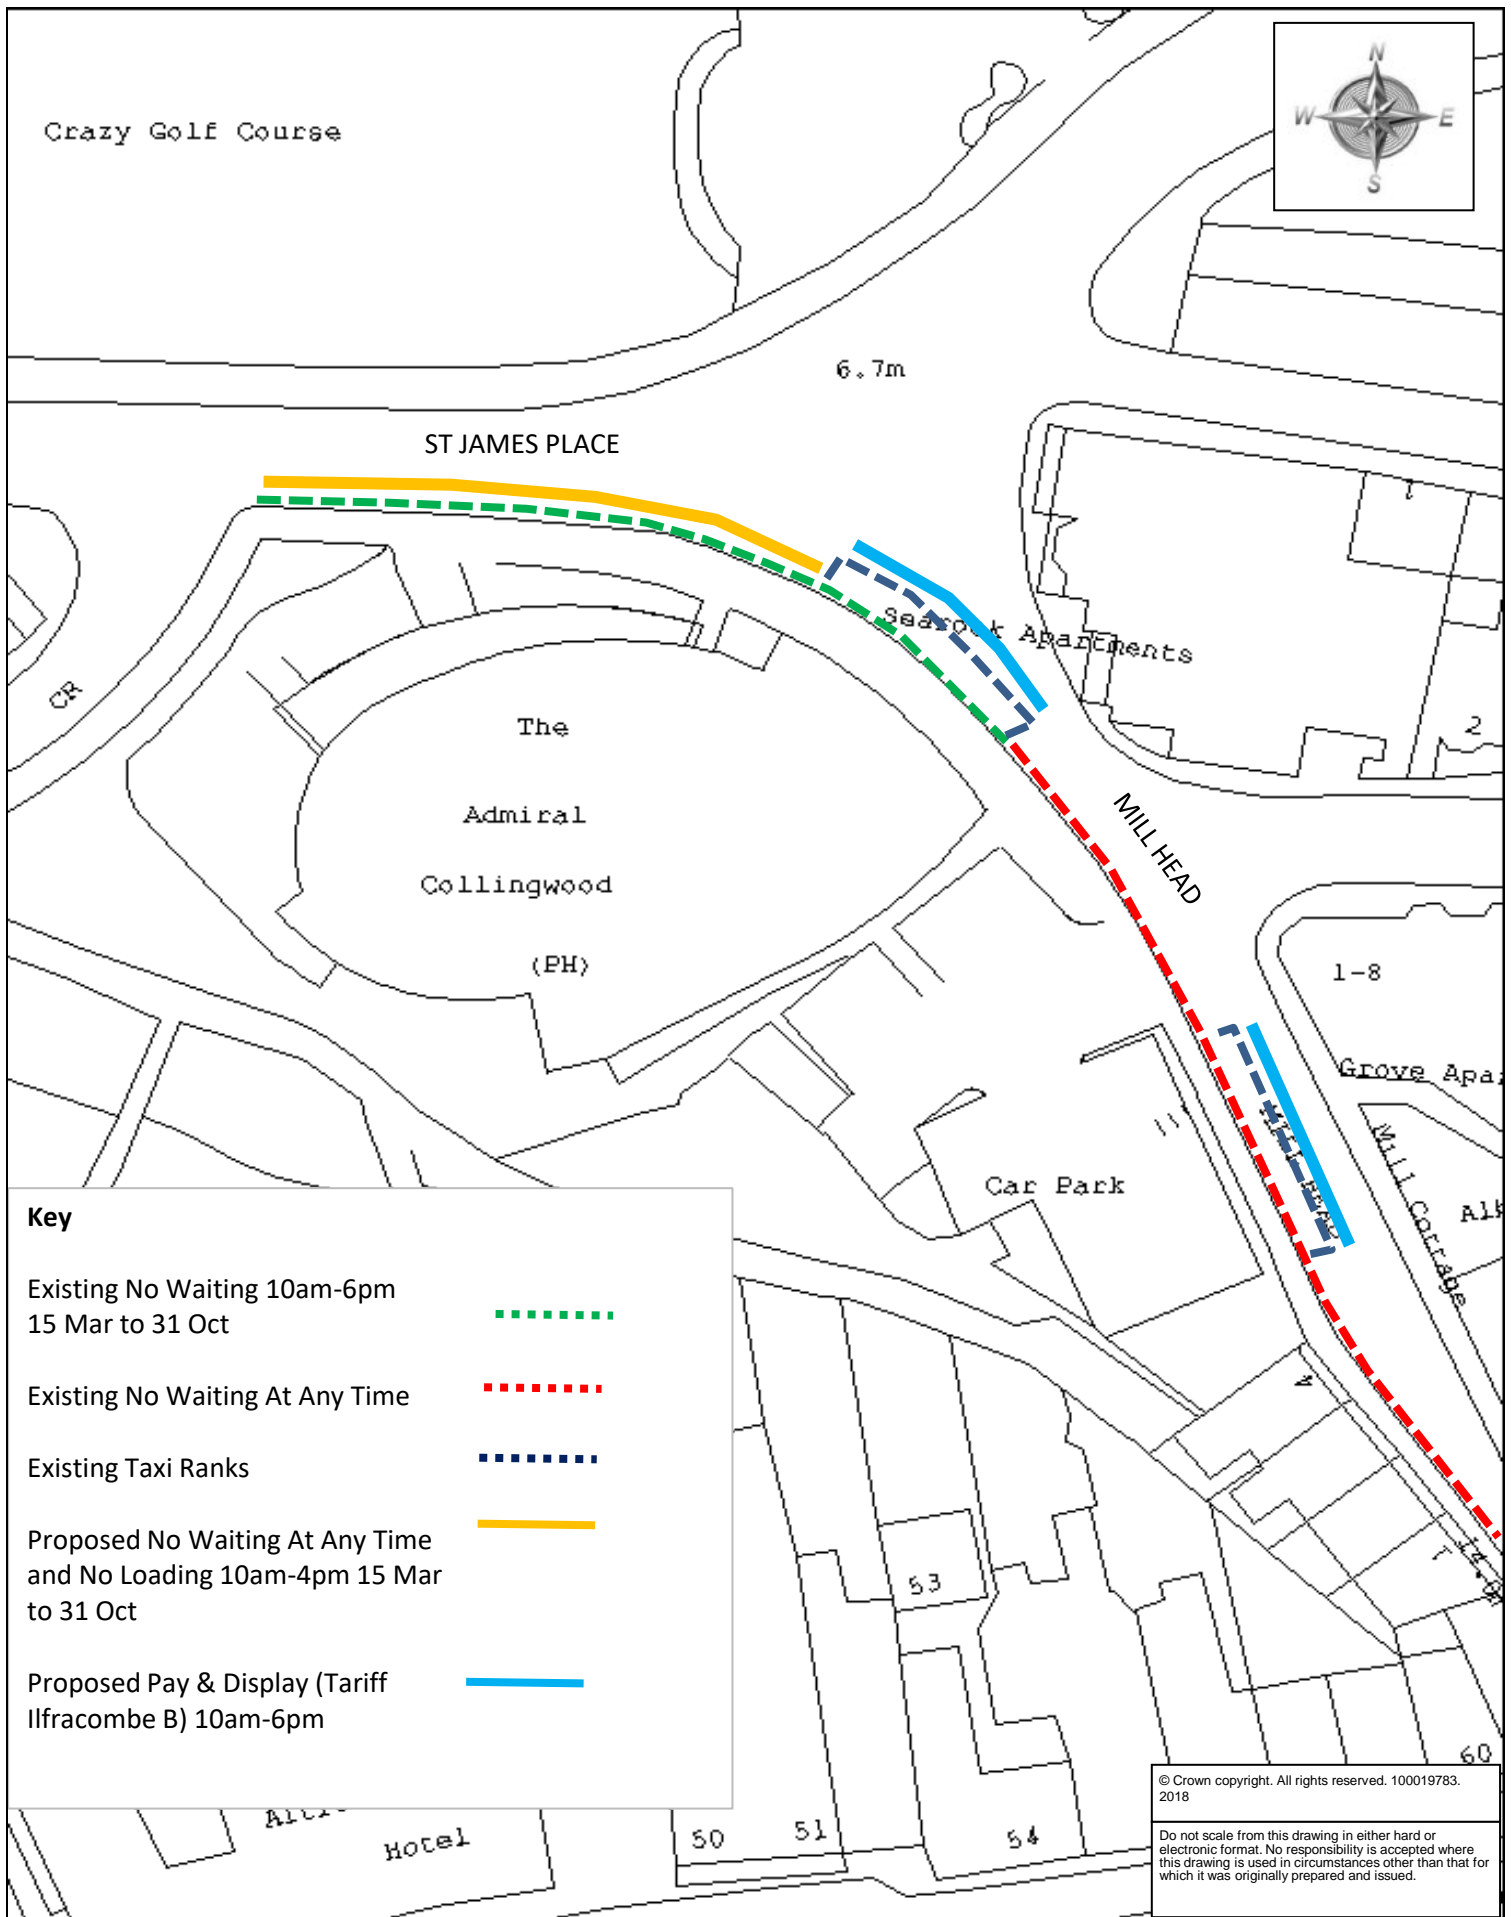 Crazy Golf Course
N
W
E
S
6.7m
ST JAMES PLACE
1
Searock Apartments
CR
2
The
Admiral
Collingwood
(PH)
MILL HEAD
1-8
Grove Apar
Mill Cottage
Alk
MILL HEAD
Car Park
Key
Existing No Waiting 10am-6pm
15 Mar to 31 Oct
Existing No Waiting At Any Time
Existing Taxi Ranks
Proposed No Waiting At Any Time
and No Loading 10am-4pm 15 Mar
to 31 Oct
Proposed Pay & Display (Tariff
Ilfracombe B) 10am-6pm
53
60
50
51
54
Hotel
© Crown copyright. All rights reserved. 100019783.
2018
Do not scale from this drawing in either hard or
electronic format. No responsibility is accepted where
this drawing is used in circumstances other than that for
which it was originally prepared and issued.